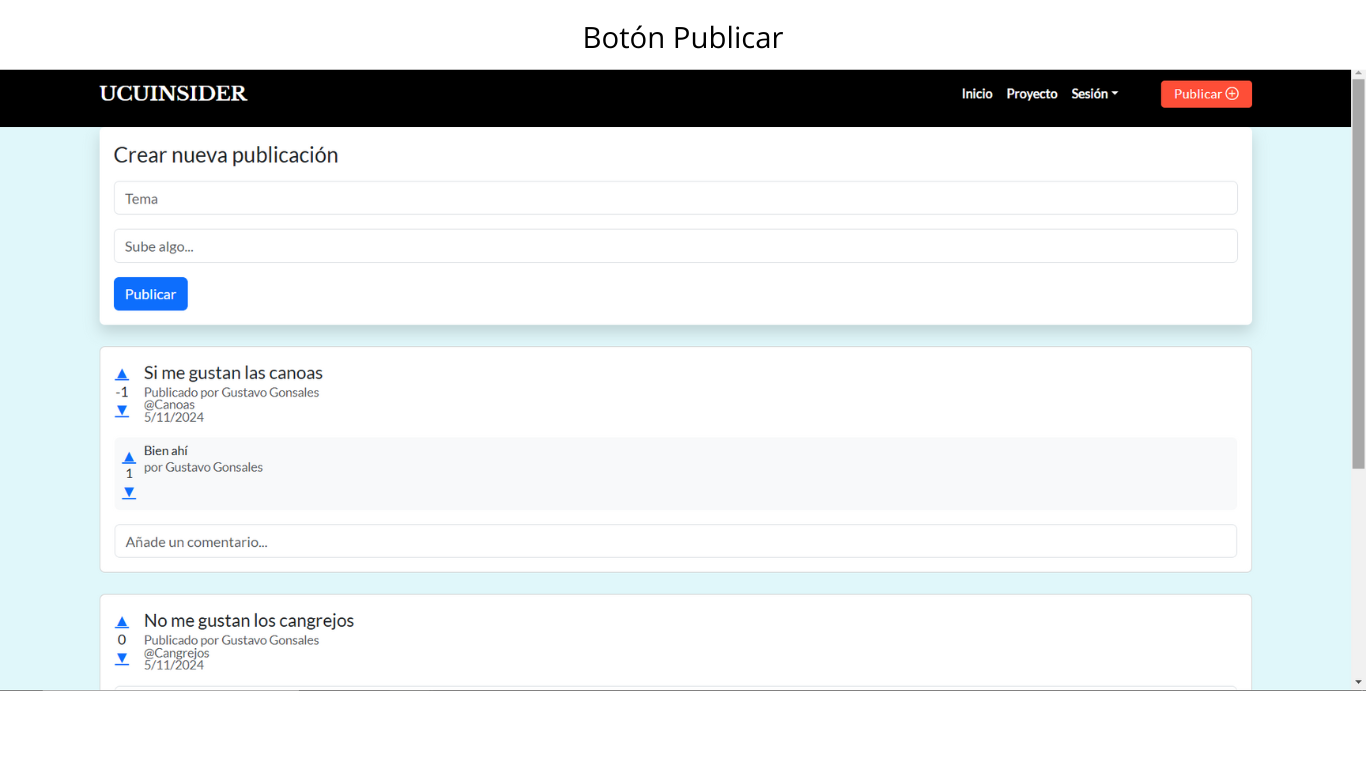 Botón Publicar
UCUINSIDER
Inicio Proyecto Sesión Publicar
Crear nueva publicación
Tema
Sube algo...
Publicar
Si me gustan las canoas
-1 Publicado por Gustavo Gonsales
@Canoas
5/11/2024
Bien ahí
por Gustavo Gonsales
1
Añade un comentario...
No me gustan los cangrejos
0 Publicado por Gustavo Gonsales
@Cangrejos
5/11/2024